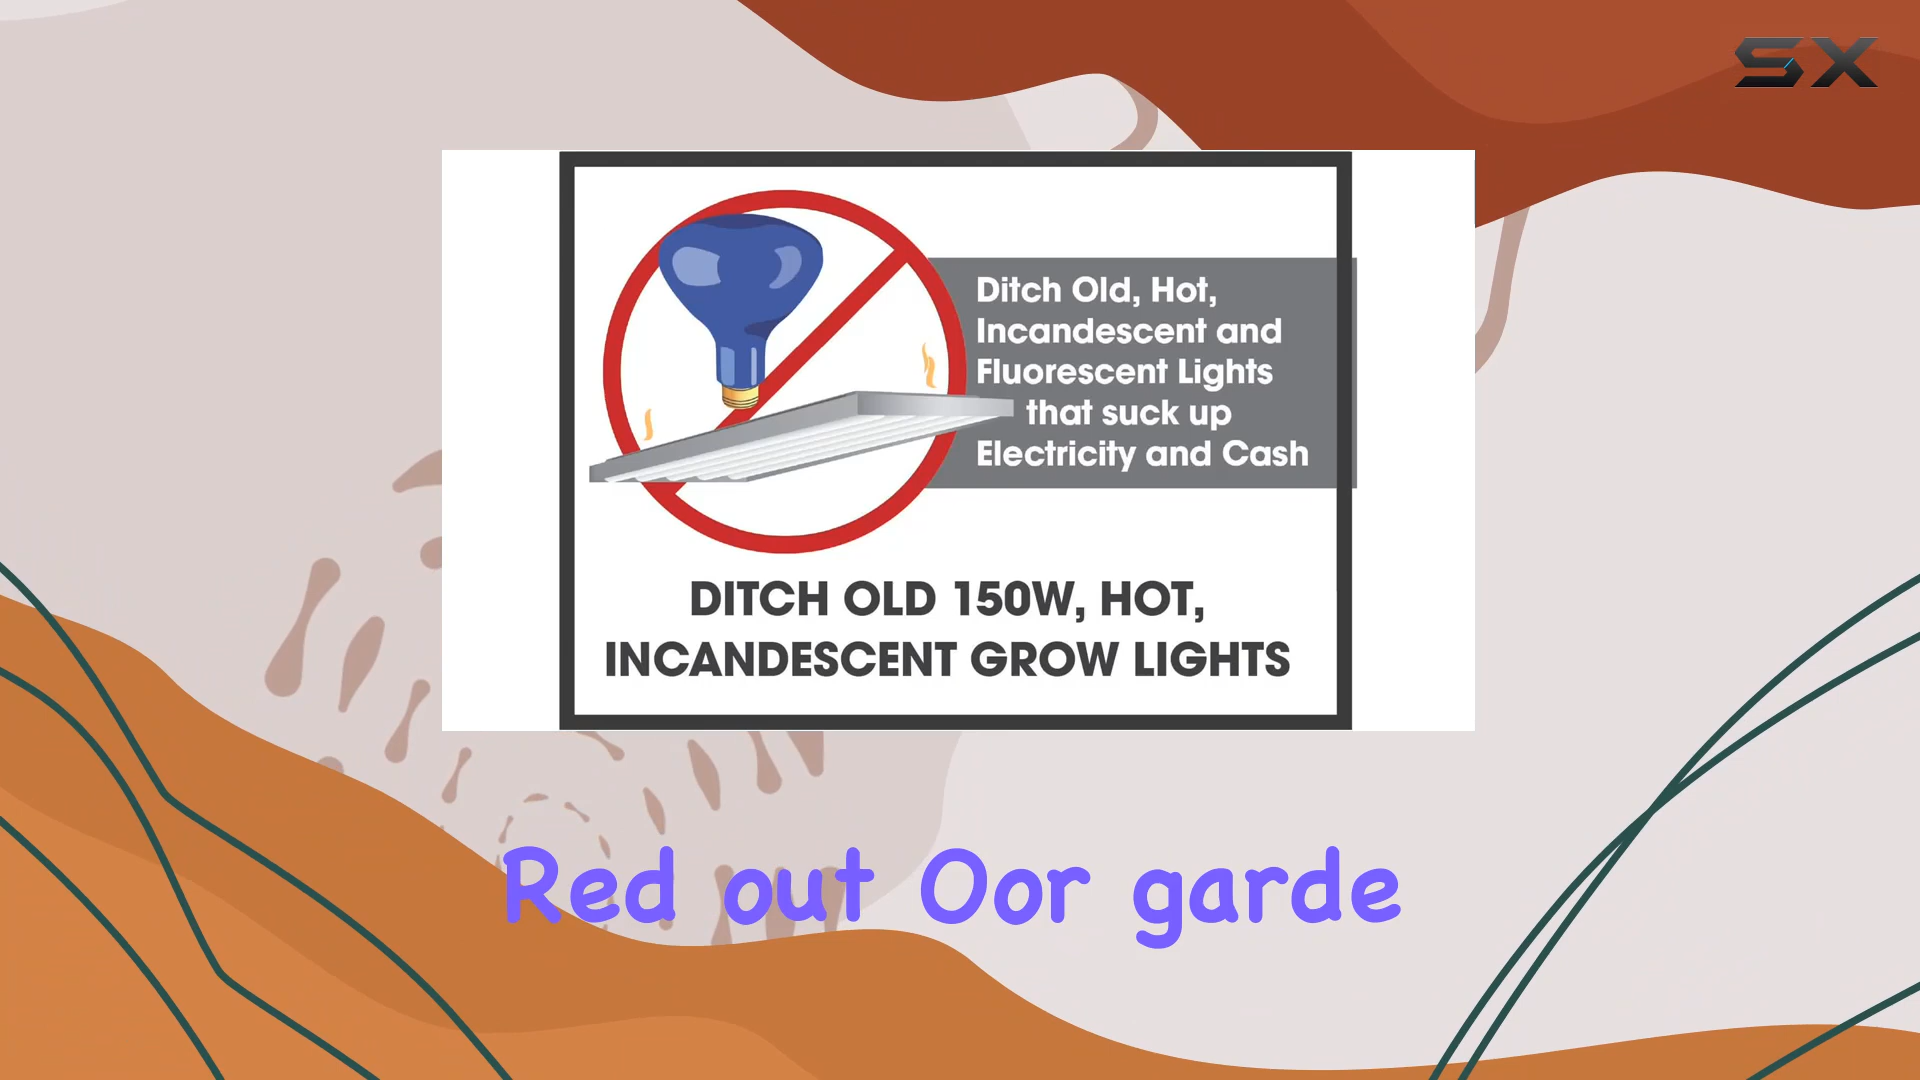 SX
Ditch Old, Hot,
Incandescent and
Fluorescent Lights
that suck up
Electricity and Cash
DITCH OLD 150W, HOT,
INCANDESCENT GROW LIGHTS
Red out Oor garde